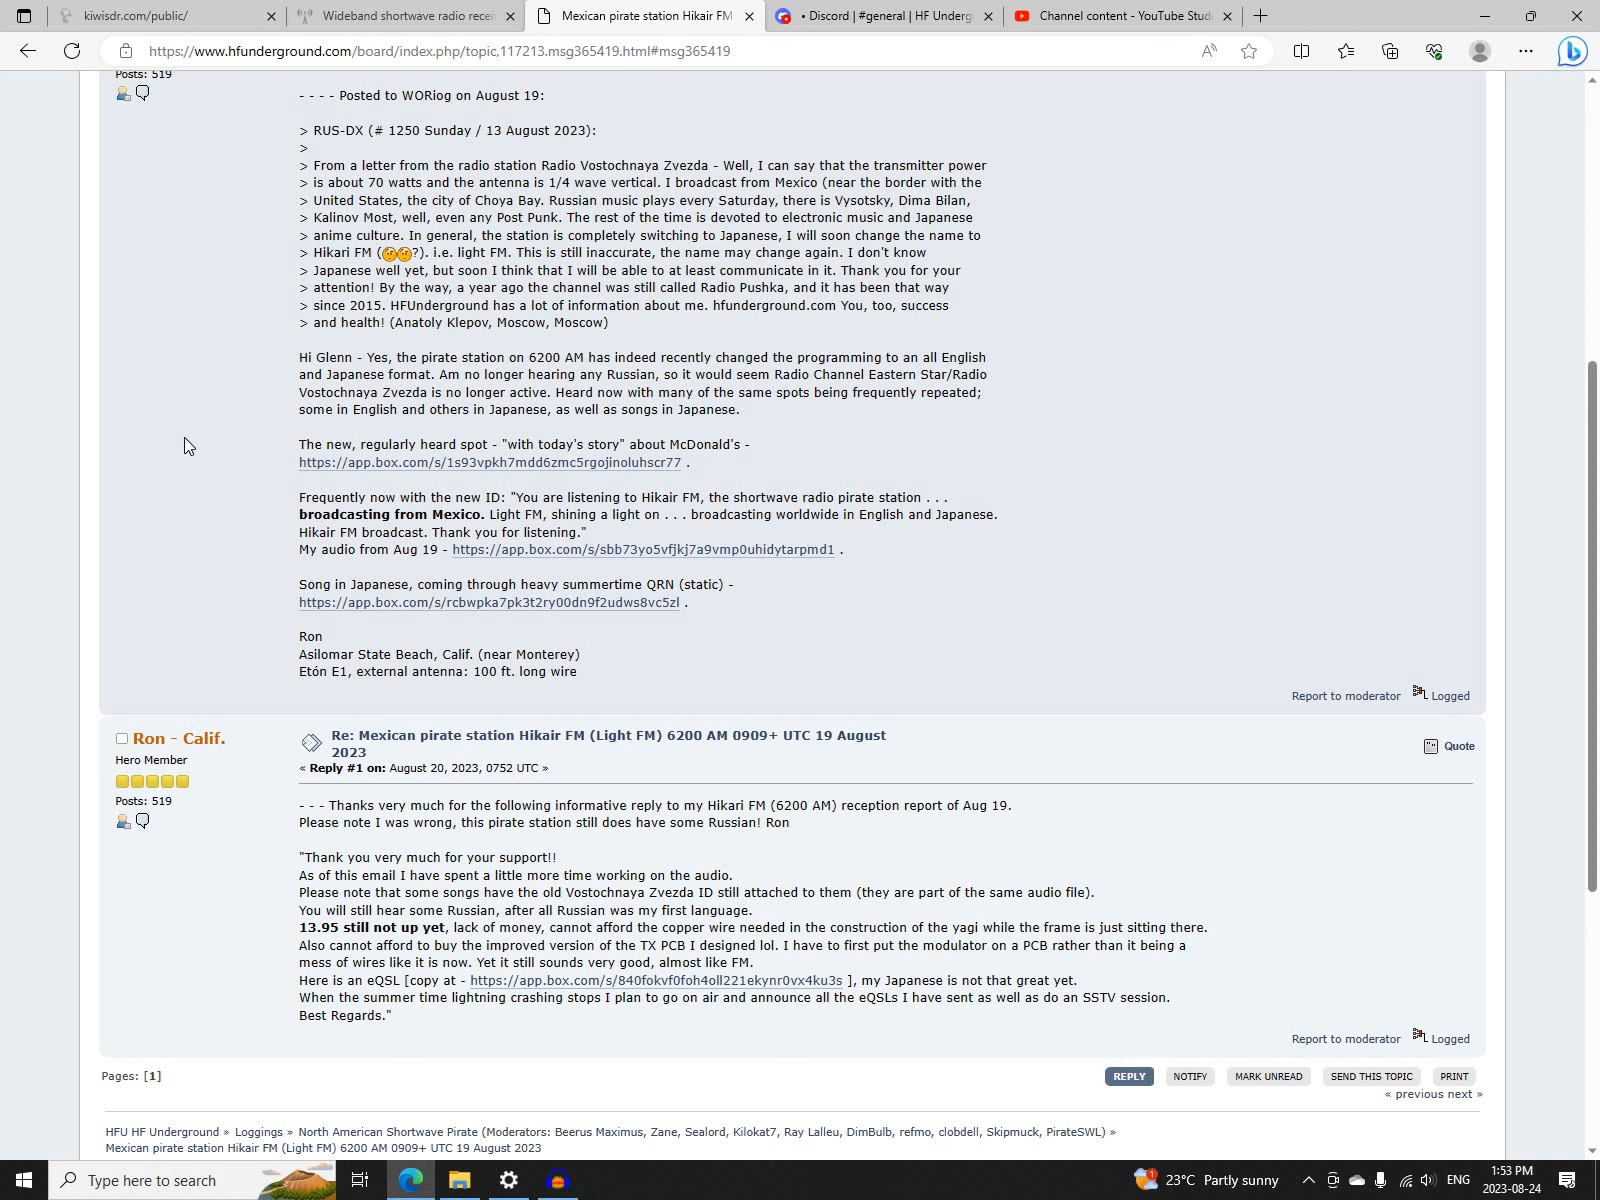 kiwisdr.com/public/
Wideband shortwave radio recei
Mexican pirate station Hikair FM
• Discord | #general | HF Underg
Channel content - YouTube Stud
https://www.hfunderground.com/board/index.php/topic,117213.msg365419.html#msg365419
Posts: 519
- - - - Posted to WORiog on August 19:
> RUS-DX (# 1250 Sunday / 13 August 2023):
>
> From a letter from the radio station Radio Vostochnaya Zvezda - Well, I can say that the transmitter power
> is about 70 watts and the antenna is 1/4 wave vertical. I broadcast from Mexico (near the border with the
> United States, the city of Choya Bay. Russian music plays every Saturday, there is Vysotsky, Dima Bilan,
> Kalinov Most, well, even any Post Punk. The rest of the time is devoted to electronic music and Japanese
> anime culture. In general, the station is completely switching to Japanese, I will soon change the name to
> Hikari FM (?). i.e. light FM. This is still inaccurate, the name may change again. I don't know
> Japanese well yet, but soon I think that I will be able to at least communicate in it. Thank you for your
> attention! By the way, a year ago the channel was still called Radio Pushka, and it has been that way
> since 2015. HFUnderground has a lot of information about me. hfunderground.com You, too, success
> and health! (Anatoly Klepov, Moscow, Moscow)
Hi Glenn - Yes, the pirate station on 6200 AM has indeed recently changed the programming to an all English
and Japanese format. Am no longer hearing any Russian, so it would seem Radio Channel Eastern Star/Radio
Vostochnaya Zvezda is no longer active. Heard now with many of the same spots being frequently repeated;
some in English and others in Japanese, as well as songs in Japanese.
The new, regularly heard spot - "with today's story" about McDonald's -
https://app.box.com/s/1s93vpkh7mdd6zmc5rgojinoluhscr77 .
Frequently now with the new ID: "You are listening to Hikair FM, the shortwave radio pirate station . . .
broadcasting from Mexico. Light FM, shining a light on . . . broadcasting worldwide in English and Japanese.
Hikair FM broadcast. Thank you for listening."
My audio from Aug 19 - https://app.box.com/s/sbb73yo5vfjkj7a9vmp0uhidytarpmd1 .
Song in Japanese, coming through heavy summertime QRN (static) -
https://app.box.com/s/rcbwpka7pk3t2ry00dn9f2udws8vc5zl .
Ron
Asilomar State Beach, Calif. (near Monterey)
Etón E1, external antenna: 100 ft. long wire
Report to moderator Logged
Ron - Calif.
Hero Member
Posts: 519
Re: Mexican pirate station Hikair FM (Light FM) 6200 AM 0909+ UTC 19 August
2023
« Reply #1 on: August 20, 2023, 0752 UTC »
Quote
- - - Thanks very much for the following informative reply to my Hikari FM (6200 AM) reception report of Aug 19.
Please note I was wrong, this pirate station still does have some Russian! Ron
"Thank you very much for your support!!
As of this email I have spent a little more time working on the audio.
Please note that some songs have the old Vostochnaya Zvezda ID still attached to them (they are part of the same audio file).
You will still hear some Russian, after all Russian was my first language.
13.95 still not up yet, lack of money, cannot afford the copper wire needed in the construction of the yagi while the frame is just sitting there.
Also cannot afford to buy the improved version of the TX PCB I designed lol. I have to first put the modulator on a PCB rather than it being a
mess of wires like it is now. Yet it still sounds very good, almost like FM.
Here is an eQSL [copy at - https://app.box.com/s/840fokvf0foh4oll221ekynr0vx4ku3s ], my Japanese is not that great yet.
When the summer time lightning crashing stops I plan to go on air and announce all the eQSLs I have sent as well as do an SSTV session.
Best Regards."
Report to moderator Logged
Pages: [1]
REPLY NOTIFY MARK UNREAD SEND THIS TOPIC PRINT
« previous next »
HFU HF Underground » Loggings » North American Shortwave Pirate (Moderators: Beerus Maximus, Zane, Sealord, Kilokat7, Ray Lalleu, DimBulb, refmo, clobdell, Skipmuck, PirateSWL) »
Mexican pirate station Hikair FM (Light FM) 6200 AM 0909+ UTC 19 August 2023
Type here to search
1
23°C Partly sunny
ENG
1:53 PM
2023-08-24